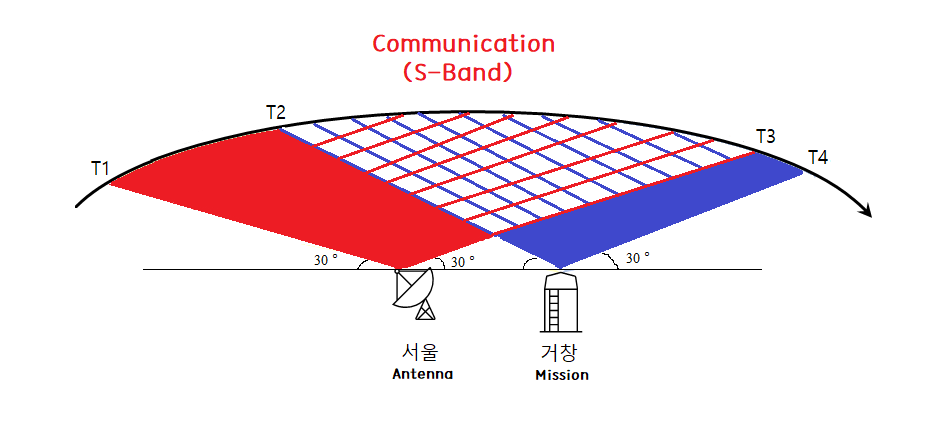 Communication
(S-Band)
T2
T3
T1
T4
30 °
30 °
30 °
서울
거창
Antenna
Mission